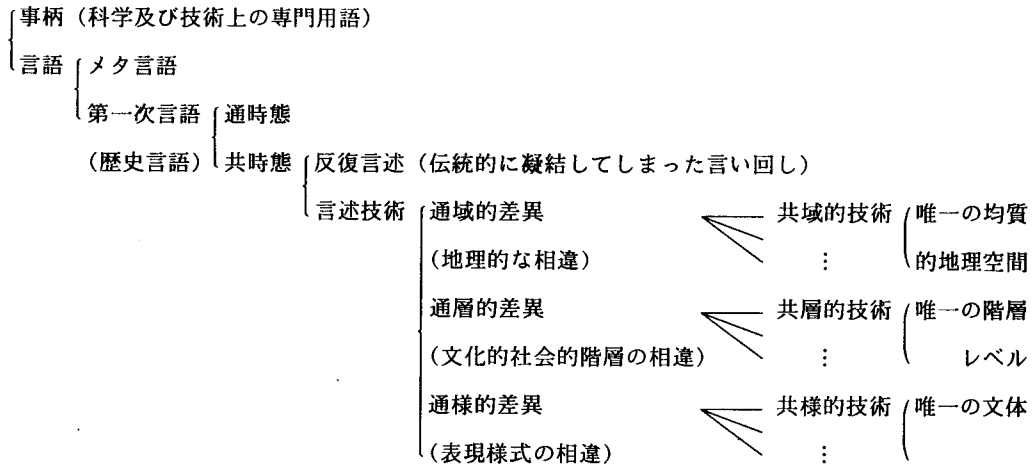 事柄（科学及び技術上の専門用語）
言語 メタ言語
第一次言語 通時態
（歴史言語） 共時態 反復言述（伝統的に凝結してしまった言い回し）
言述技術 通域的差異 共域的技術 唯一の均質
（地理的な相違） ⋮ 的地理空間
通層的差異 共層的技術 唯一の階層
（文化的社会的階層の相違） ⋮ レベル
通様的差異 共様的技術 唯一の文体
（表現様式の相違） ⋮